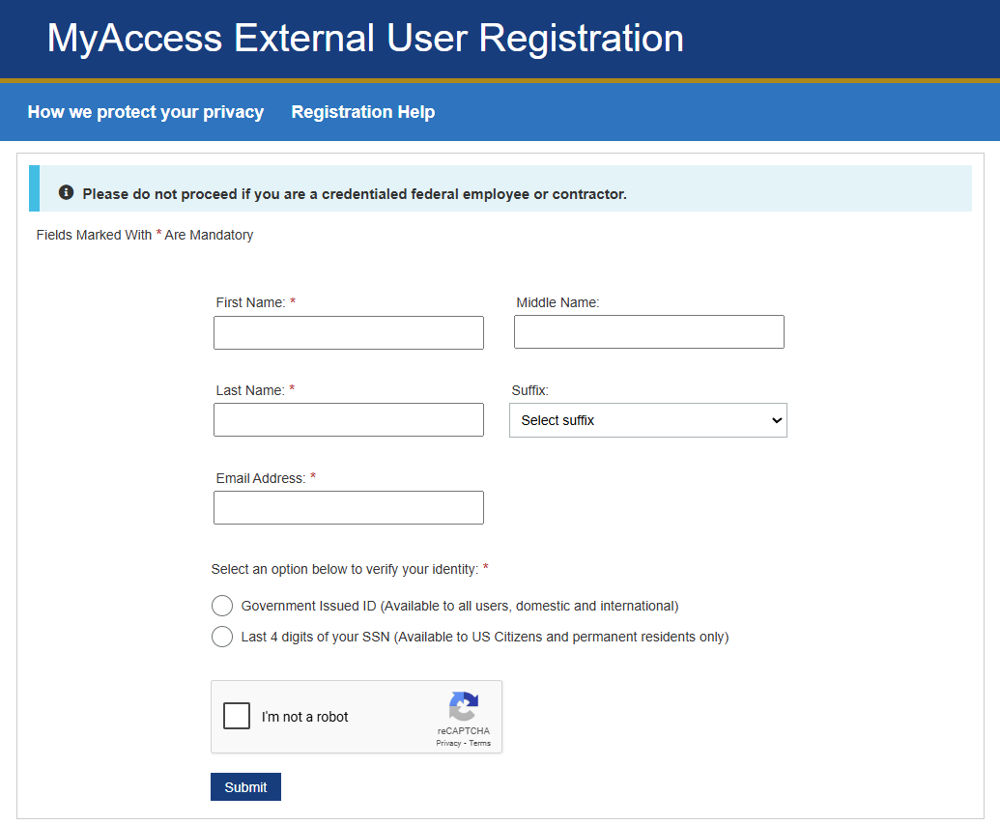 MyAccess External User Registration
How we protect your privacy Registration Help
Please do not proceed if you are a credentialed federal employee or contractor.
Fields Marked With * Are Mandatory
First Name: * Middle Name:
Last Name: * Suffix:
Select suffix
Email Address: *
Select an option below to verify your identity: *
Government Issued ID (Available to all users, domestic and international)
Last 4 digits of your SSN (Available to US Citizens and permanent residents only)
I'm not a robot
reCAPTCHA
Privacy - Terms
Submit